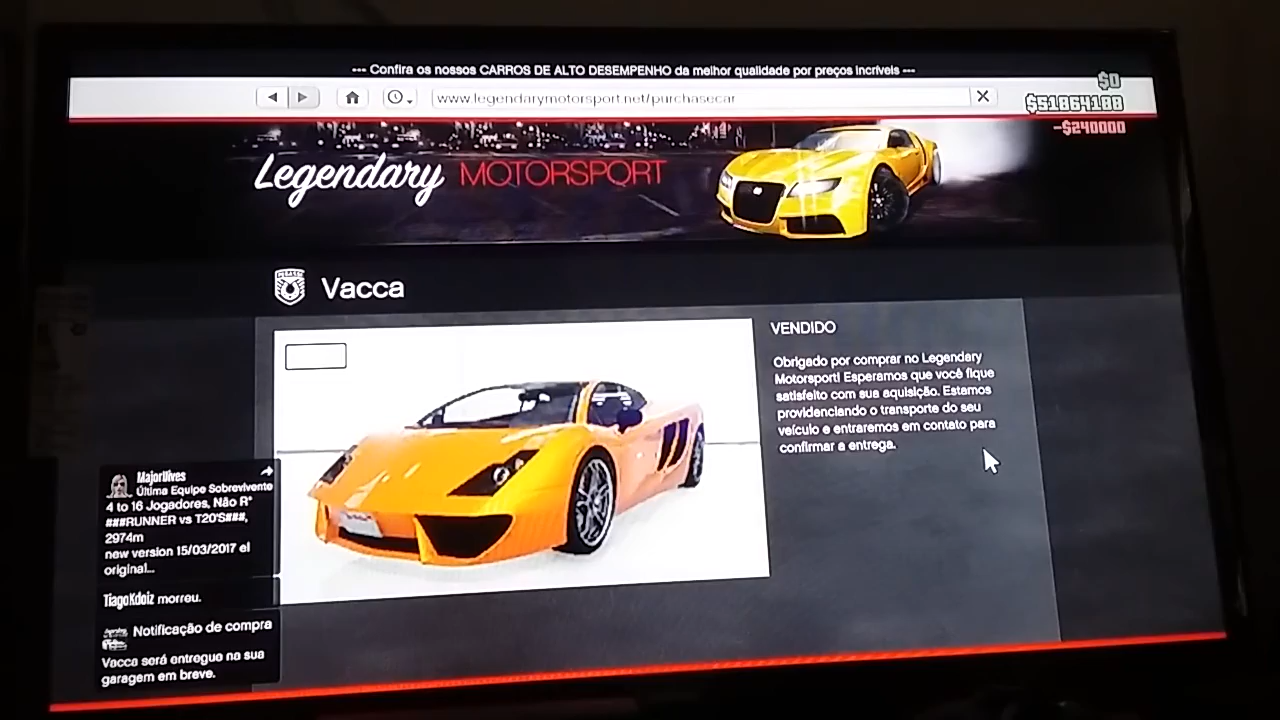 --- Confira os nossos CARROS DE ALTO DESEMPENHO da melhor qualidade por preços incríveis ---
$0
www.legendarymotorsport.net/purchasecar
$51864188
-$240000
Legendary MOTORSPORT
Vacca
VENDIDO
Obrigado por comprar no Legendary
Motorsport! Esperamos que você fique
satisfeito com sua aquisição. Estamos
providenciando o transporte do seu
veículo e entraremos em contato para
confirmar a entrega.
Última Equipe Sobrevivente
4 to 16 Jogadores, Não R*
###RUNNER vs T20'S###,
2974m
new version 15/03/2017 el
original...
TiagoKdoiz morreu.
Notificação de compra
Vacca será entregue na sua
garagem em breve.